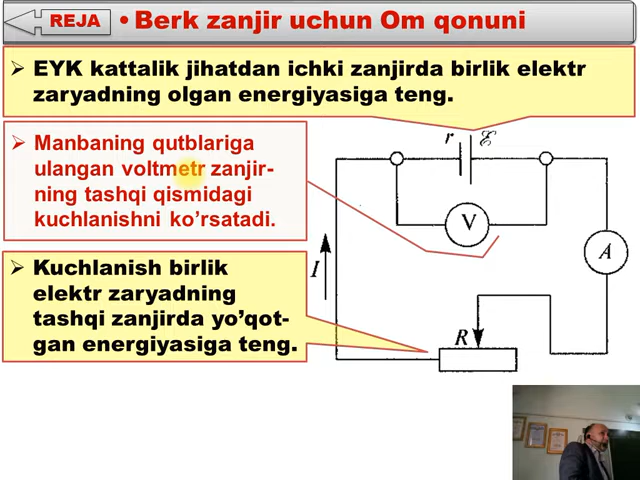 REJA
• Berk zanjir uchun Om qonuni
➢ EYK kattalik jihatdan ichki zanjirda birlik elektr
zaryadning olgan energiyasiga teng.
➢ Manbaning qutblariga
ulangan voltmetr zanjir-
ning tashqi qismidagi
kuchlanishni ko’rsatadi.
➢ Kuchlanish birlik
elektr zaryadning
tashqi zanjirda yo’qot-
gan energiyasiga teng.
r ℰ
V
A
I
R